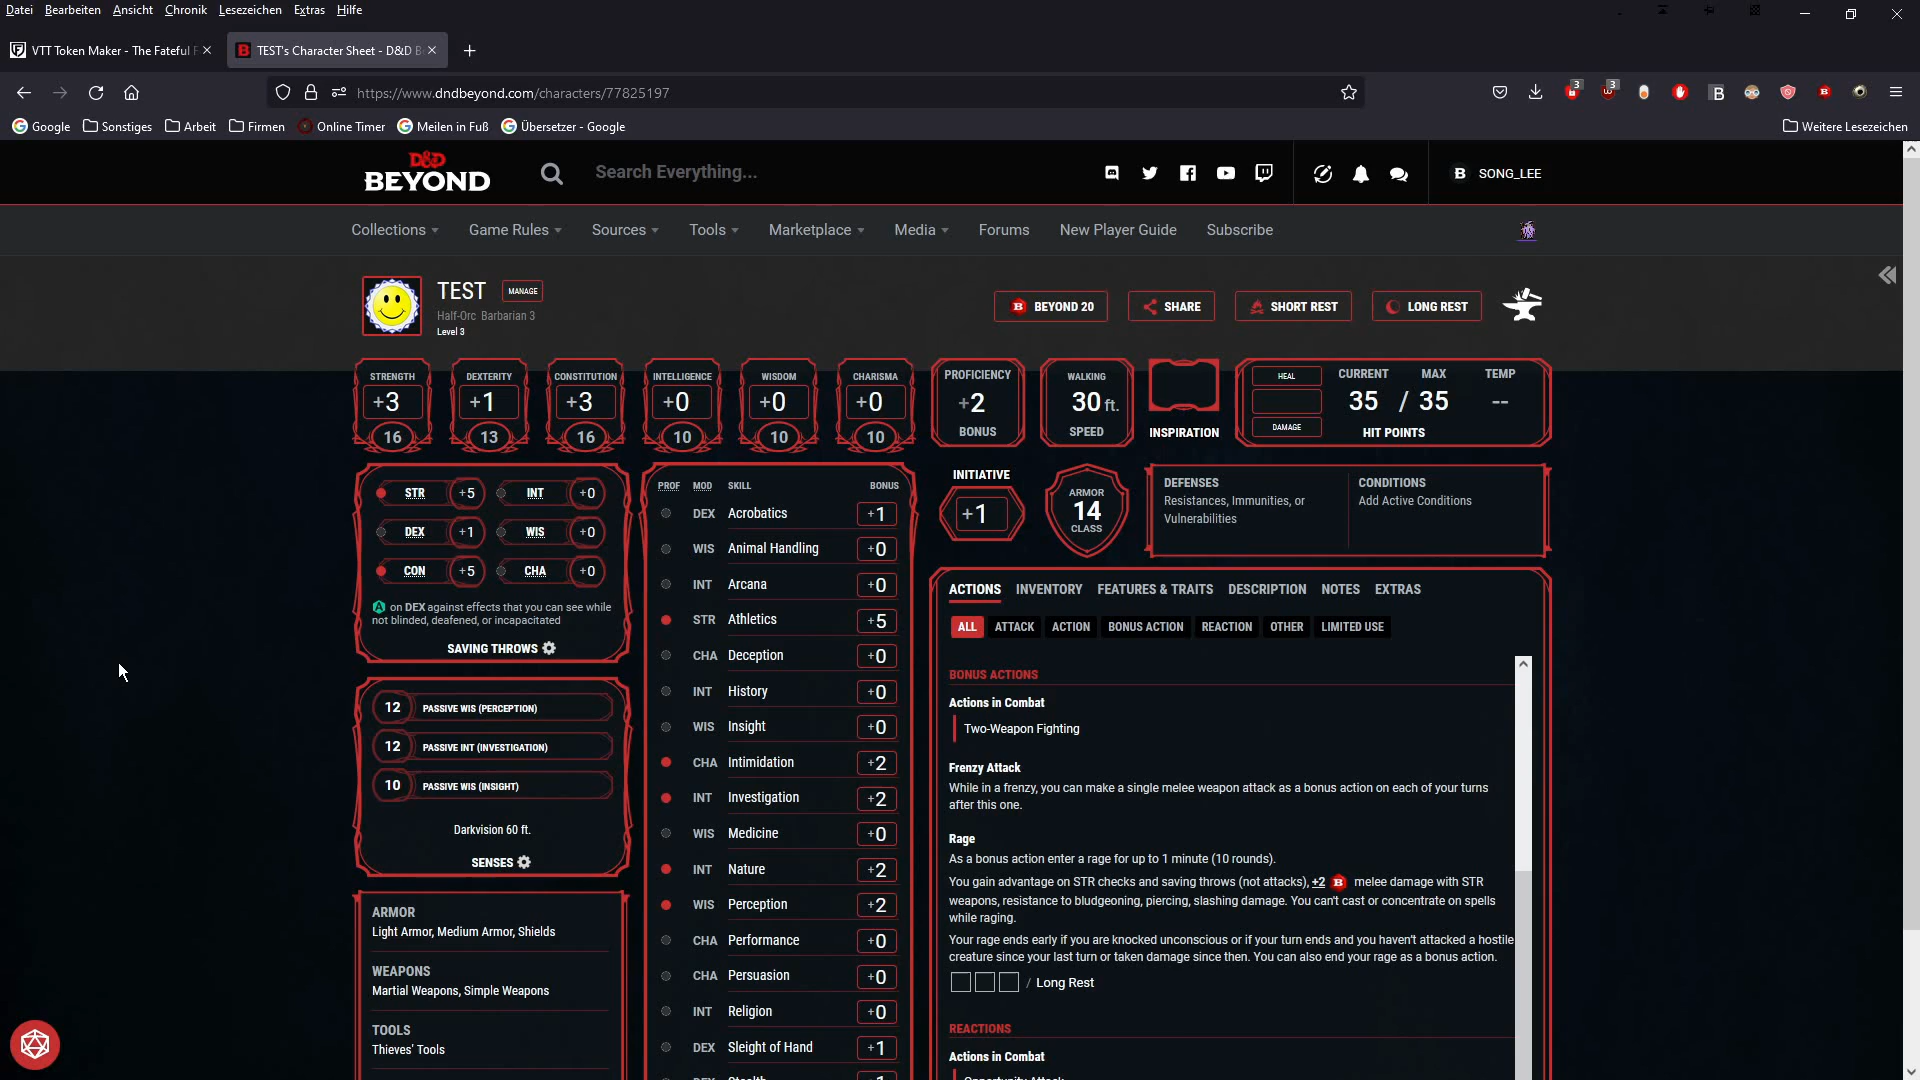 Datei Bearbeiten Ansicht Chronik Lesezeichen Extras Hilfe
VTT Token Maker - The Fateful F
TEST's Character Sheet - D&D B
https://www.dndbeyond.com/characters/77825197
3 3
Google Sonstiges Arbeit Firmen Online Timer Meilen in Fuß Übersetzer - Google Weitere Lesezeichen
D&D
BEYOND
Search Everything...
SONG_LEE
Collections Game Rules Sources Tools Marketplace Media Forums New Player Guide Subscribe
TEST MANAGE
Half-Orc Barbarian 3
Level 3
BEYOND 20 SHARE SHORT REST LONG REST
STRENGTH +3 16
DEXTERITY +1 13
CONSTITUTION +3 16
INTELLIGENCE +0 10
WISDOM +0 10
CHARISMA +0 10
PROFICIENCY +2 BONUS
WALKING 30 ft. SPEED
INSPIRATION
HEAL
DAMAGE
CURRENT MAX TEMP
35 / 35 --
HIT POINTS
STR +5 INT +0
DEX +1 WIS +0
CON +5 CHA +0
A on DEX against effects that you can see while
not blinded, deafened, or incapacitated
SAVING THROWS
12 PASSIVE WIS (PERCEPTION)
12 PASSIVE INT (INVESTIGATION)
10 PASSIVE WIS (INSIGHT)
Darkvision 60 ft.
SENSES
ARMOR
Light Armor, Medium Armor, Shields
WEAPONS
Martial Weapons, Simple Weapons
TOOLS
Thieves' Tools
PROF MOD SKILL BONUS
DEX Acrobatics +1
WIS Animal Handling +0
INT Arcana +0
STR Athletics +5
CHA Deception +0
INT History +0
WIS Insight +0
CHA Intimidation +2
INT Investigation +2
WIS Medicine +0
INT Nature +2
WIS Perception +2
CHA Performance +0
CHA Persuasion +0
INT Religion +0
DEX Sleight of Hand +1
DEX Stealth +1
INITIATIVE
+1
ARMOR
14
CLASS
DEFENSES
Resistances, Immunities, or
Vulnerabilities
CONDITIONS
Add Active Conditions
ACTIONS INVENTORY FEATURES & TRAITS DESCRIPTION NOTES EXTRAS
ALL ATTACK ACTION BONUS ACTION REACTION OTHER LIMITED USE
BONUS ACTIONS
Actions in Combat
Two-Weapon Fighting
Frenzy Attack
While in a frenzy, you can make a single melee weapon attack as a bonus action on each of your turns
after this one.
Rage
As a bonus action enter a rage for up to 1 minute (10 rounds).
You gain advantage on STR checks and saving throws (not attacks), +2 B melee damage with STR
weapons, resistance to bludgeoning, piercing, slashing damage. You can't cast or concentrate on spells
while raging.
Your rage ends early if you are knocked unconscious or if your turn ends and you haven't attacked a hostile
creature since your last turn or taken damage since then. You can also end your rage as a bonus action.
/ Long Rest
REACTIONS
Actions in Combat
Opportunity Attack